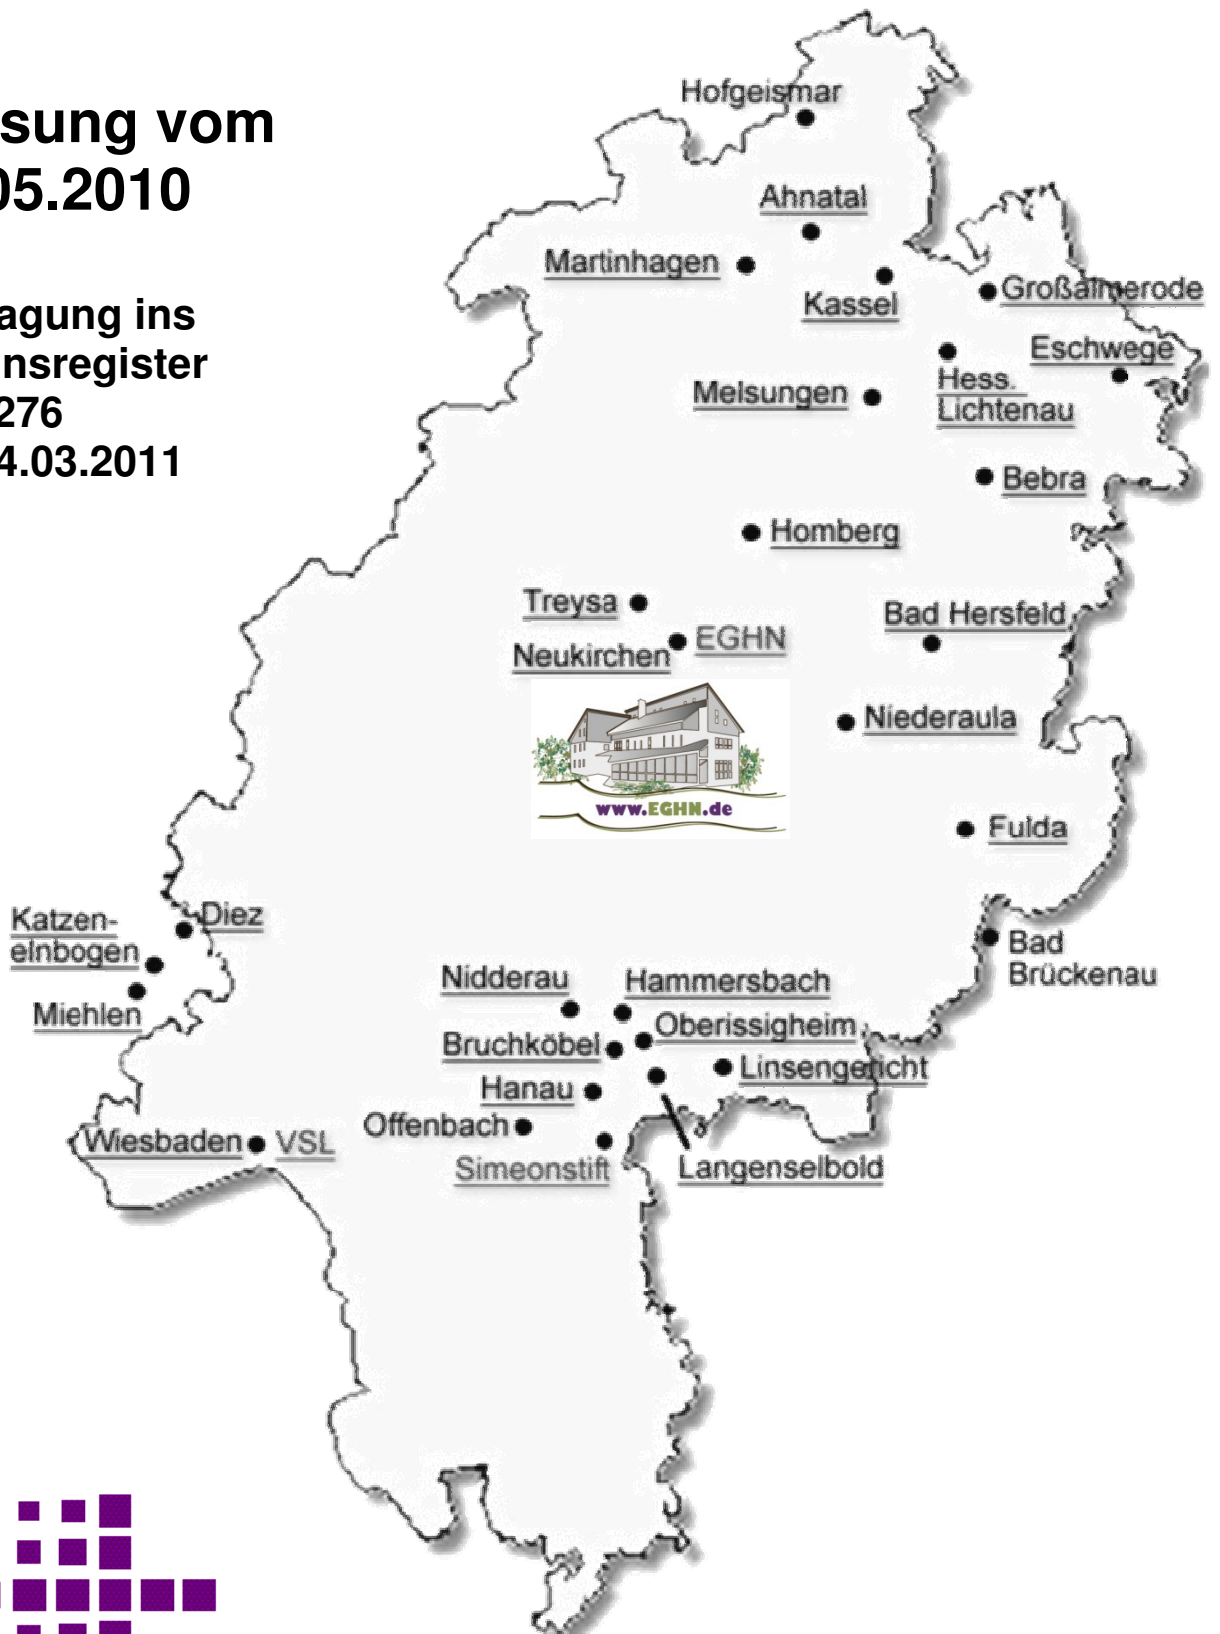 sung vom
05.2010
agung ins
nsregister
276
4.03.2011
Hofgeismar
Ahnatal
Martinhagen
Kassel
Großalmerode
Eschwege
Hess.
Lichtenau
Melsungen
Bebra
Homberg
Treysa
Bad Hersfeld
EGHN
Neukirchen
Niederaula
www.EGHN.de
Fulda
Diez
Katzen-
elnbogen
Miehlen
Bad
Brückenau
Nidderau
Hammersbach
Oberissigheim
Bruchköbel
Linsengericht
Hanau
Offenbach
Wiesbaden
VSL
Simeonstift
Langenselbold